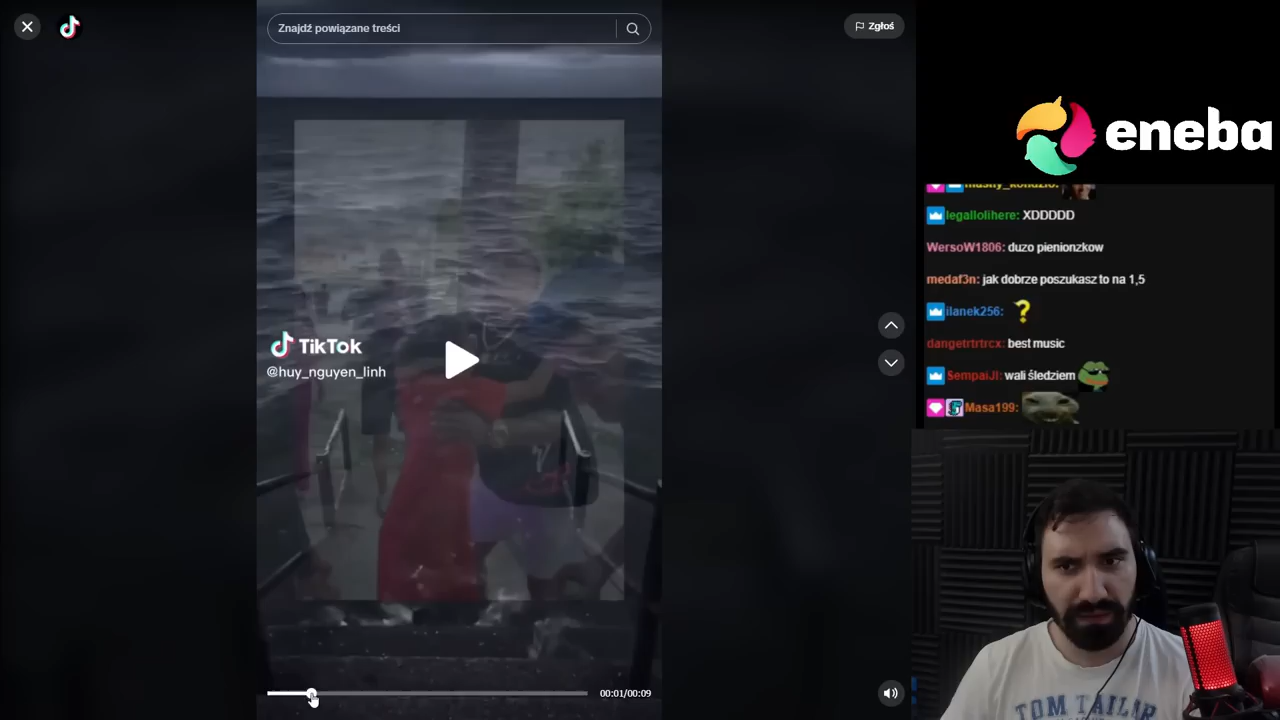 Znajdź powiązane treści
Zgłoś
TikTok
@huy_nguyen_linh
00:01/00:09
eneba
legallolihere: XDDDDD
WersoW1806: duzo pienionzkow
medaf3n: jak dobrze poszukasz to na 1,5
ilanek256:
dangetrtrtrcx: best music
SempaiJI: wali śledziem
Masa199:
TOM TAILOR